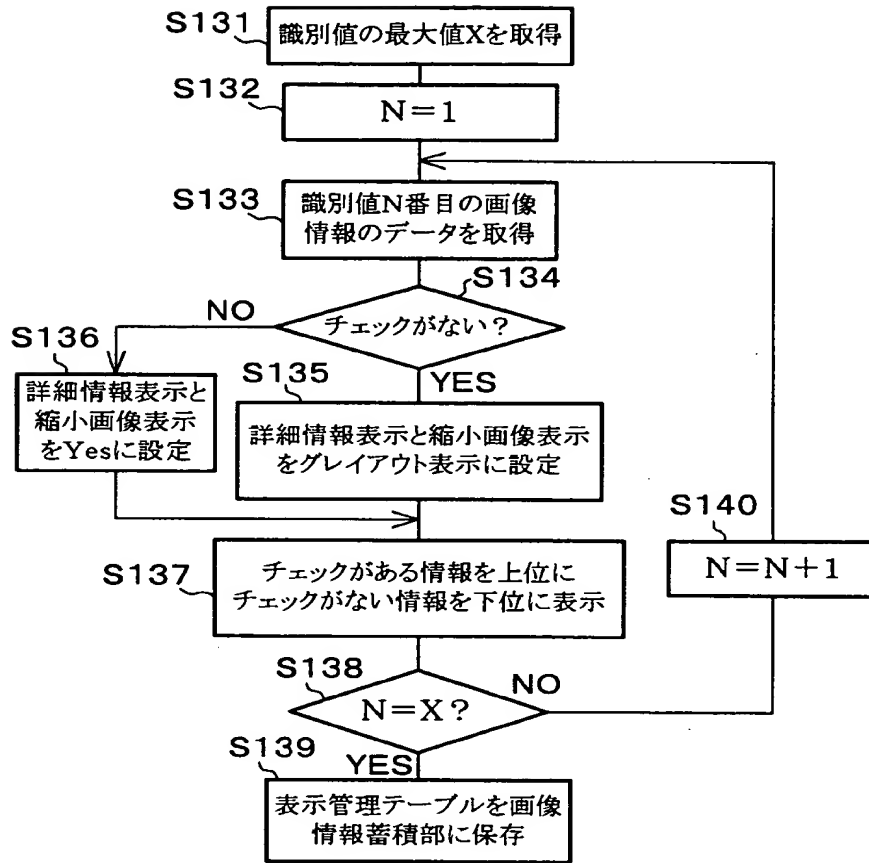 S131
識別値の最大値Xを取得
S132
N=1
S133
識別値N番目の画像
情報のデータを取得
S134
チェックがない?
NO
YES
S136
詳細情報表示と
縮小画像表示
をYesに設定
S135
詳細情報表示と縮小画像表示
をグレイアウト表示に設定
S137
チェックがある情報を上位に
チェックがない情報を下位に表示
S140
N=N+1
S138
N=X?
NO
YES
S139
表示管理テーブルを画像
情報蓄積部に保存